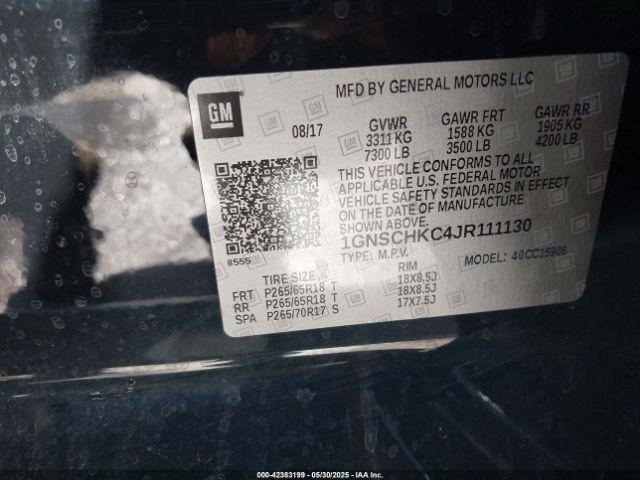 GM
MFD BY GENERAL MOTORS LLC
08/17
GVWR GAWR FRT GAWR RR
3311 KG 1588 KG 1905 KG
7300 LB 3500 LB 4200 LB
THIS VEHICLE CONFORMS TO ALL
APPLICABLE U.S. FEDERAL MOTOR
VEHICLE SAFETY STANDARDS IN EFFECT
ON THE DATE OF MANUFACTURE
SHOWN ABOVE.
1GNSCHKC4JR111130
TYPE: M.P.V. MODEL: 40CC15906
8555
TIRE SIZE RIM
FRT P265/65R18 T 18X8.5J
RR P265/65R18 T 18X8.5J
SPA P265/70R17 S 17X7.5J
000-42383199 - 05/30/2025 - IAAI, Inc.